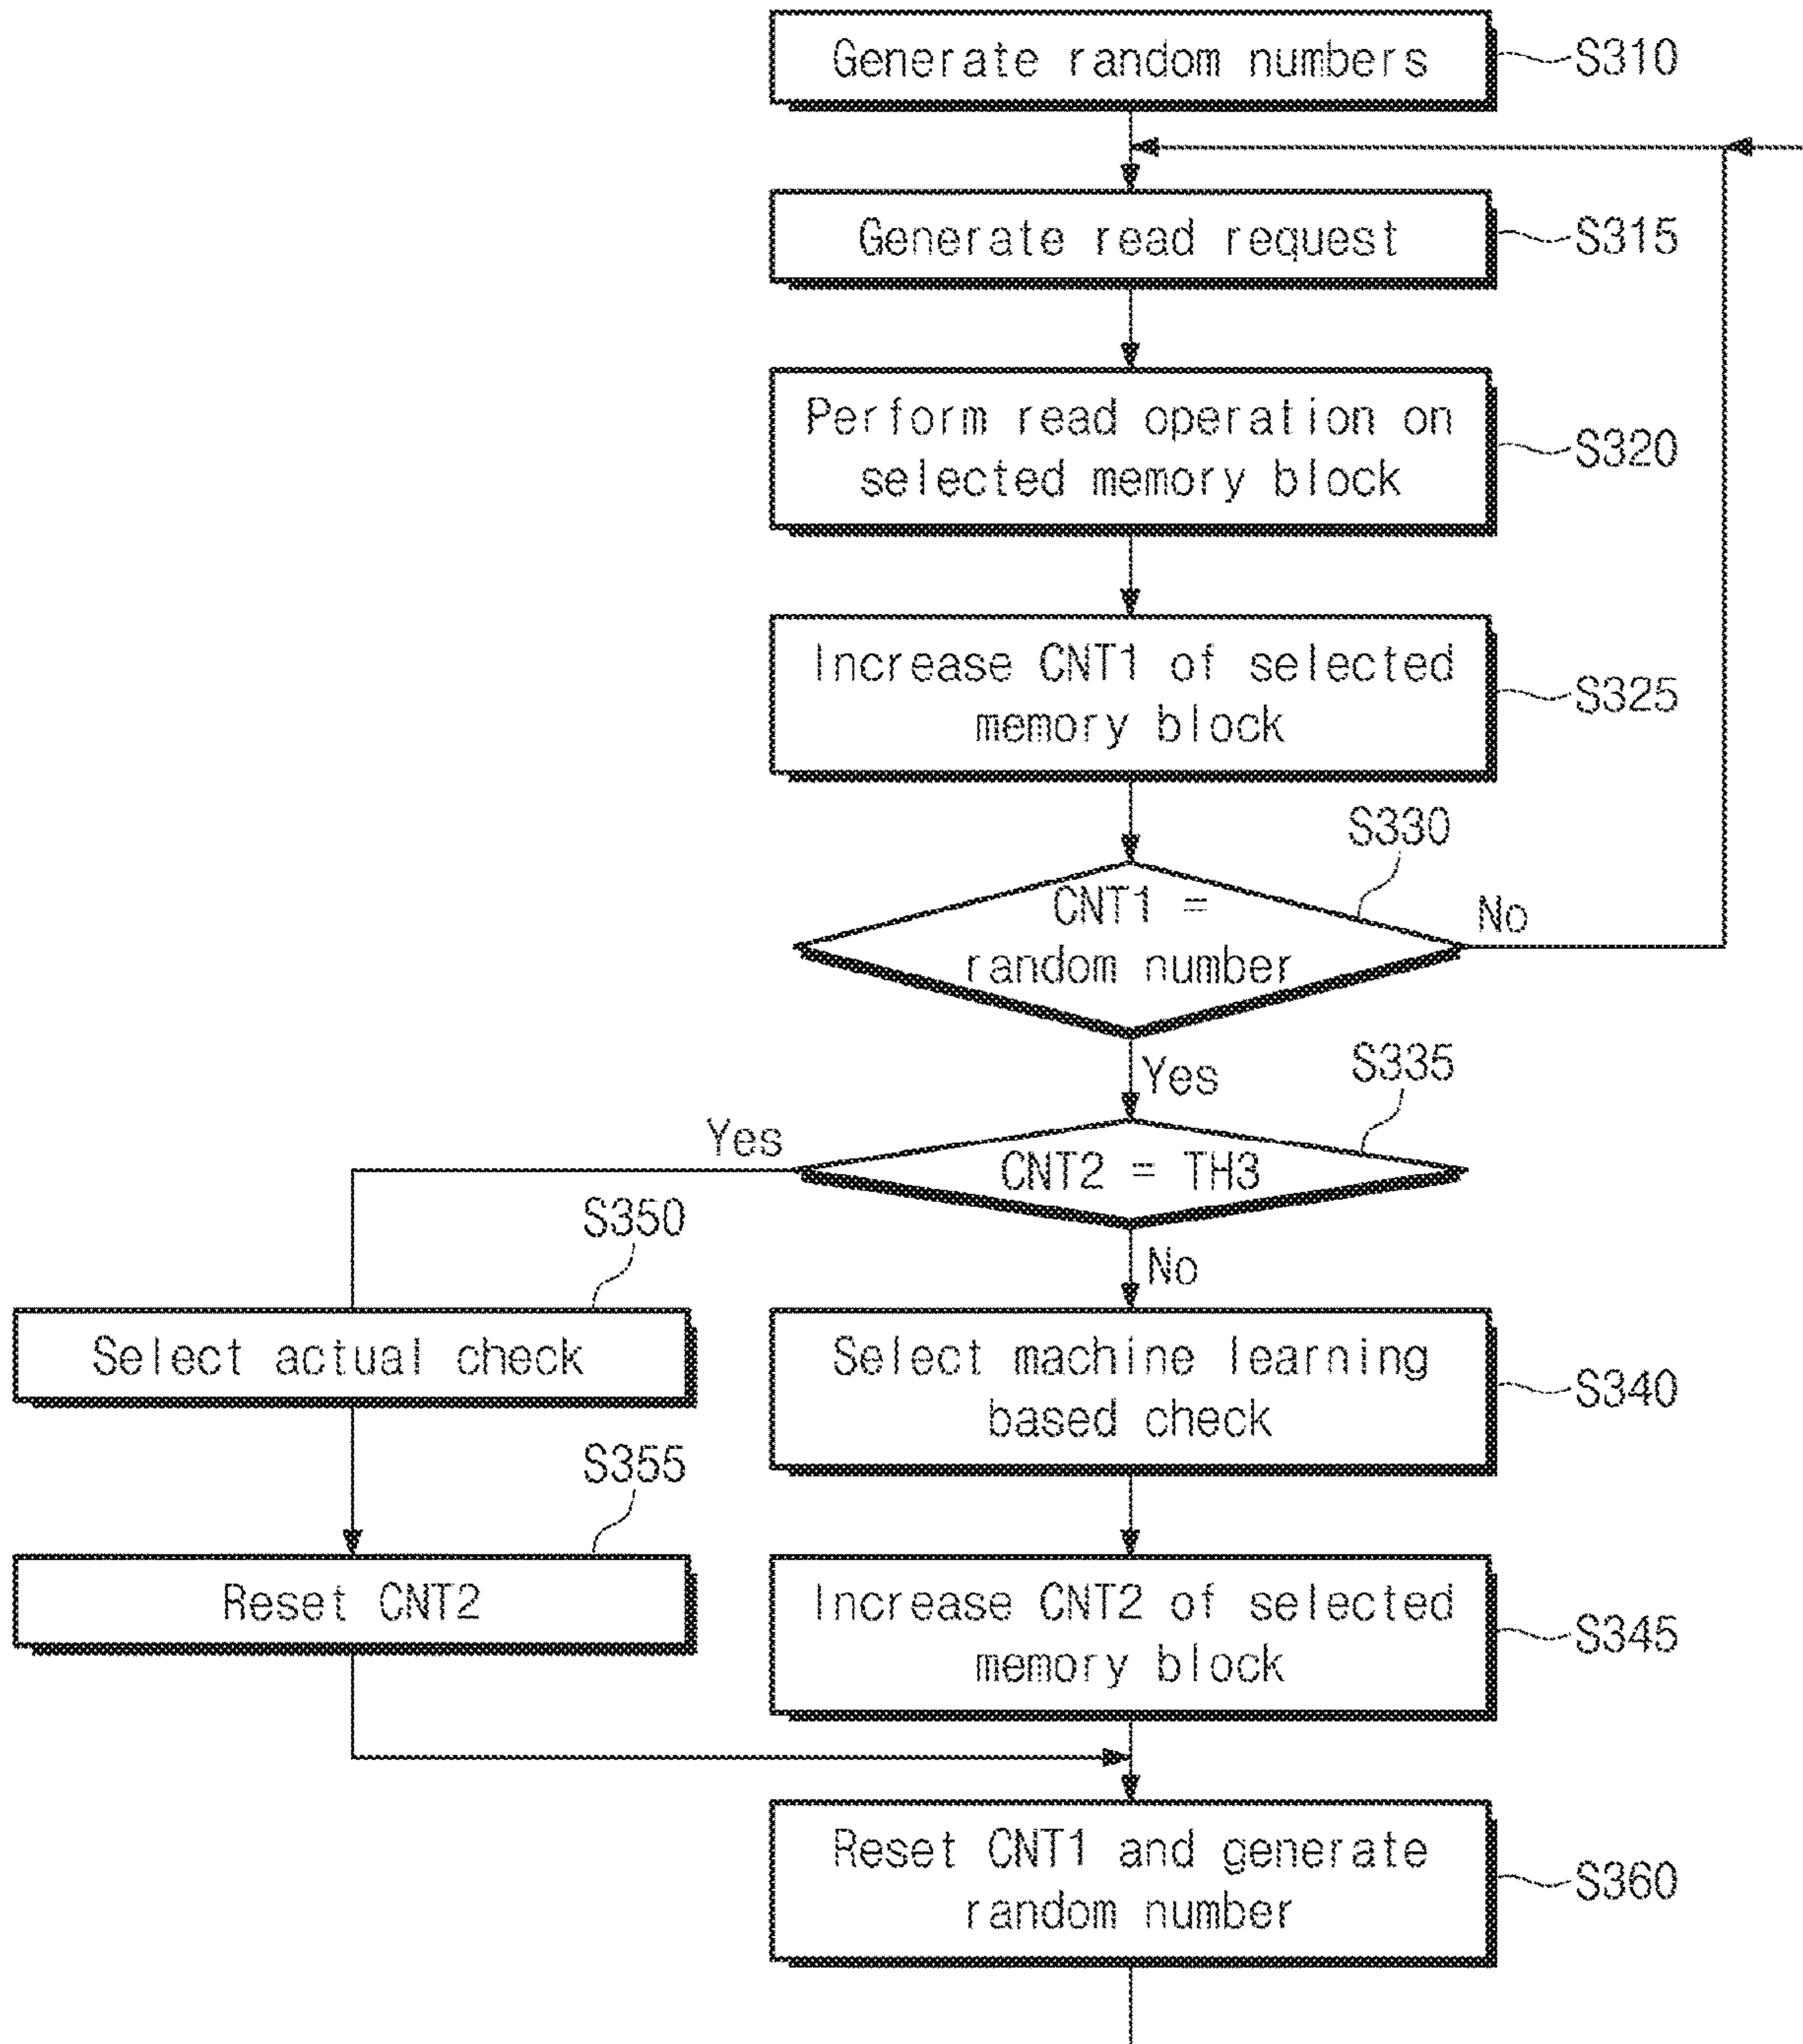 Generate random numbers
S310
Generate read request
S315
Perform read operation on
selected memory block
S320
Increase CNT1 of selected
memory block
S325
S330
CNT1 =
random number
No
Yes
S335
Yes
CNT2 = TH3
No
S350
Select actual check
Select machine learning
based check
S340
S355
Reset CNT2
Increase CNT2 of selected
memory block
S345
Reset CNT1 and generate
random number
S360